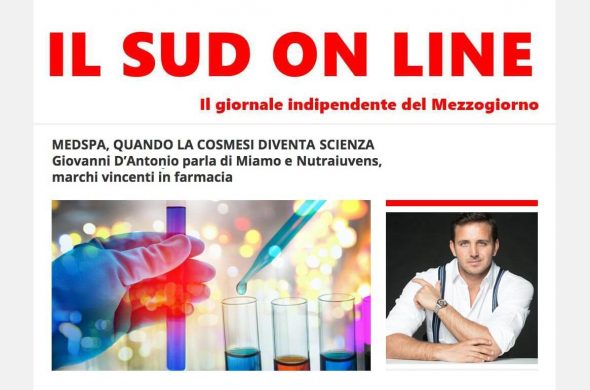 IL SUD ON LINE
Il giornale indipendente del Mezzogiorno
MEDSPA, QUANDO LA COSMESI DIVENTA SCIENZA
Giovanni D'Antonio parla di Miamo e Nutraiuvens,
marchi vincenti in farmacia